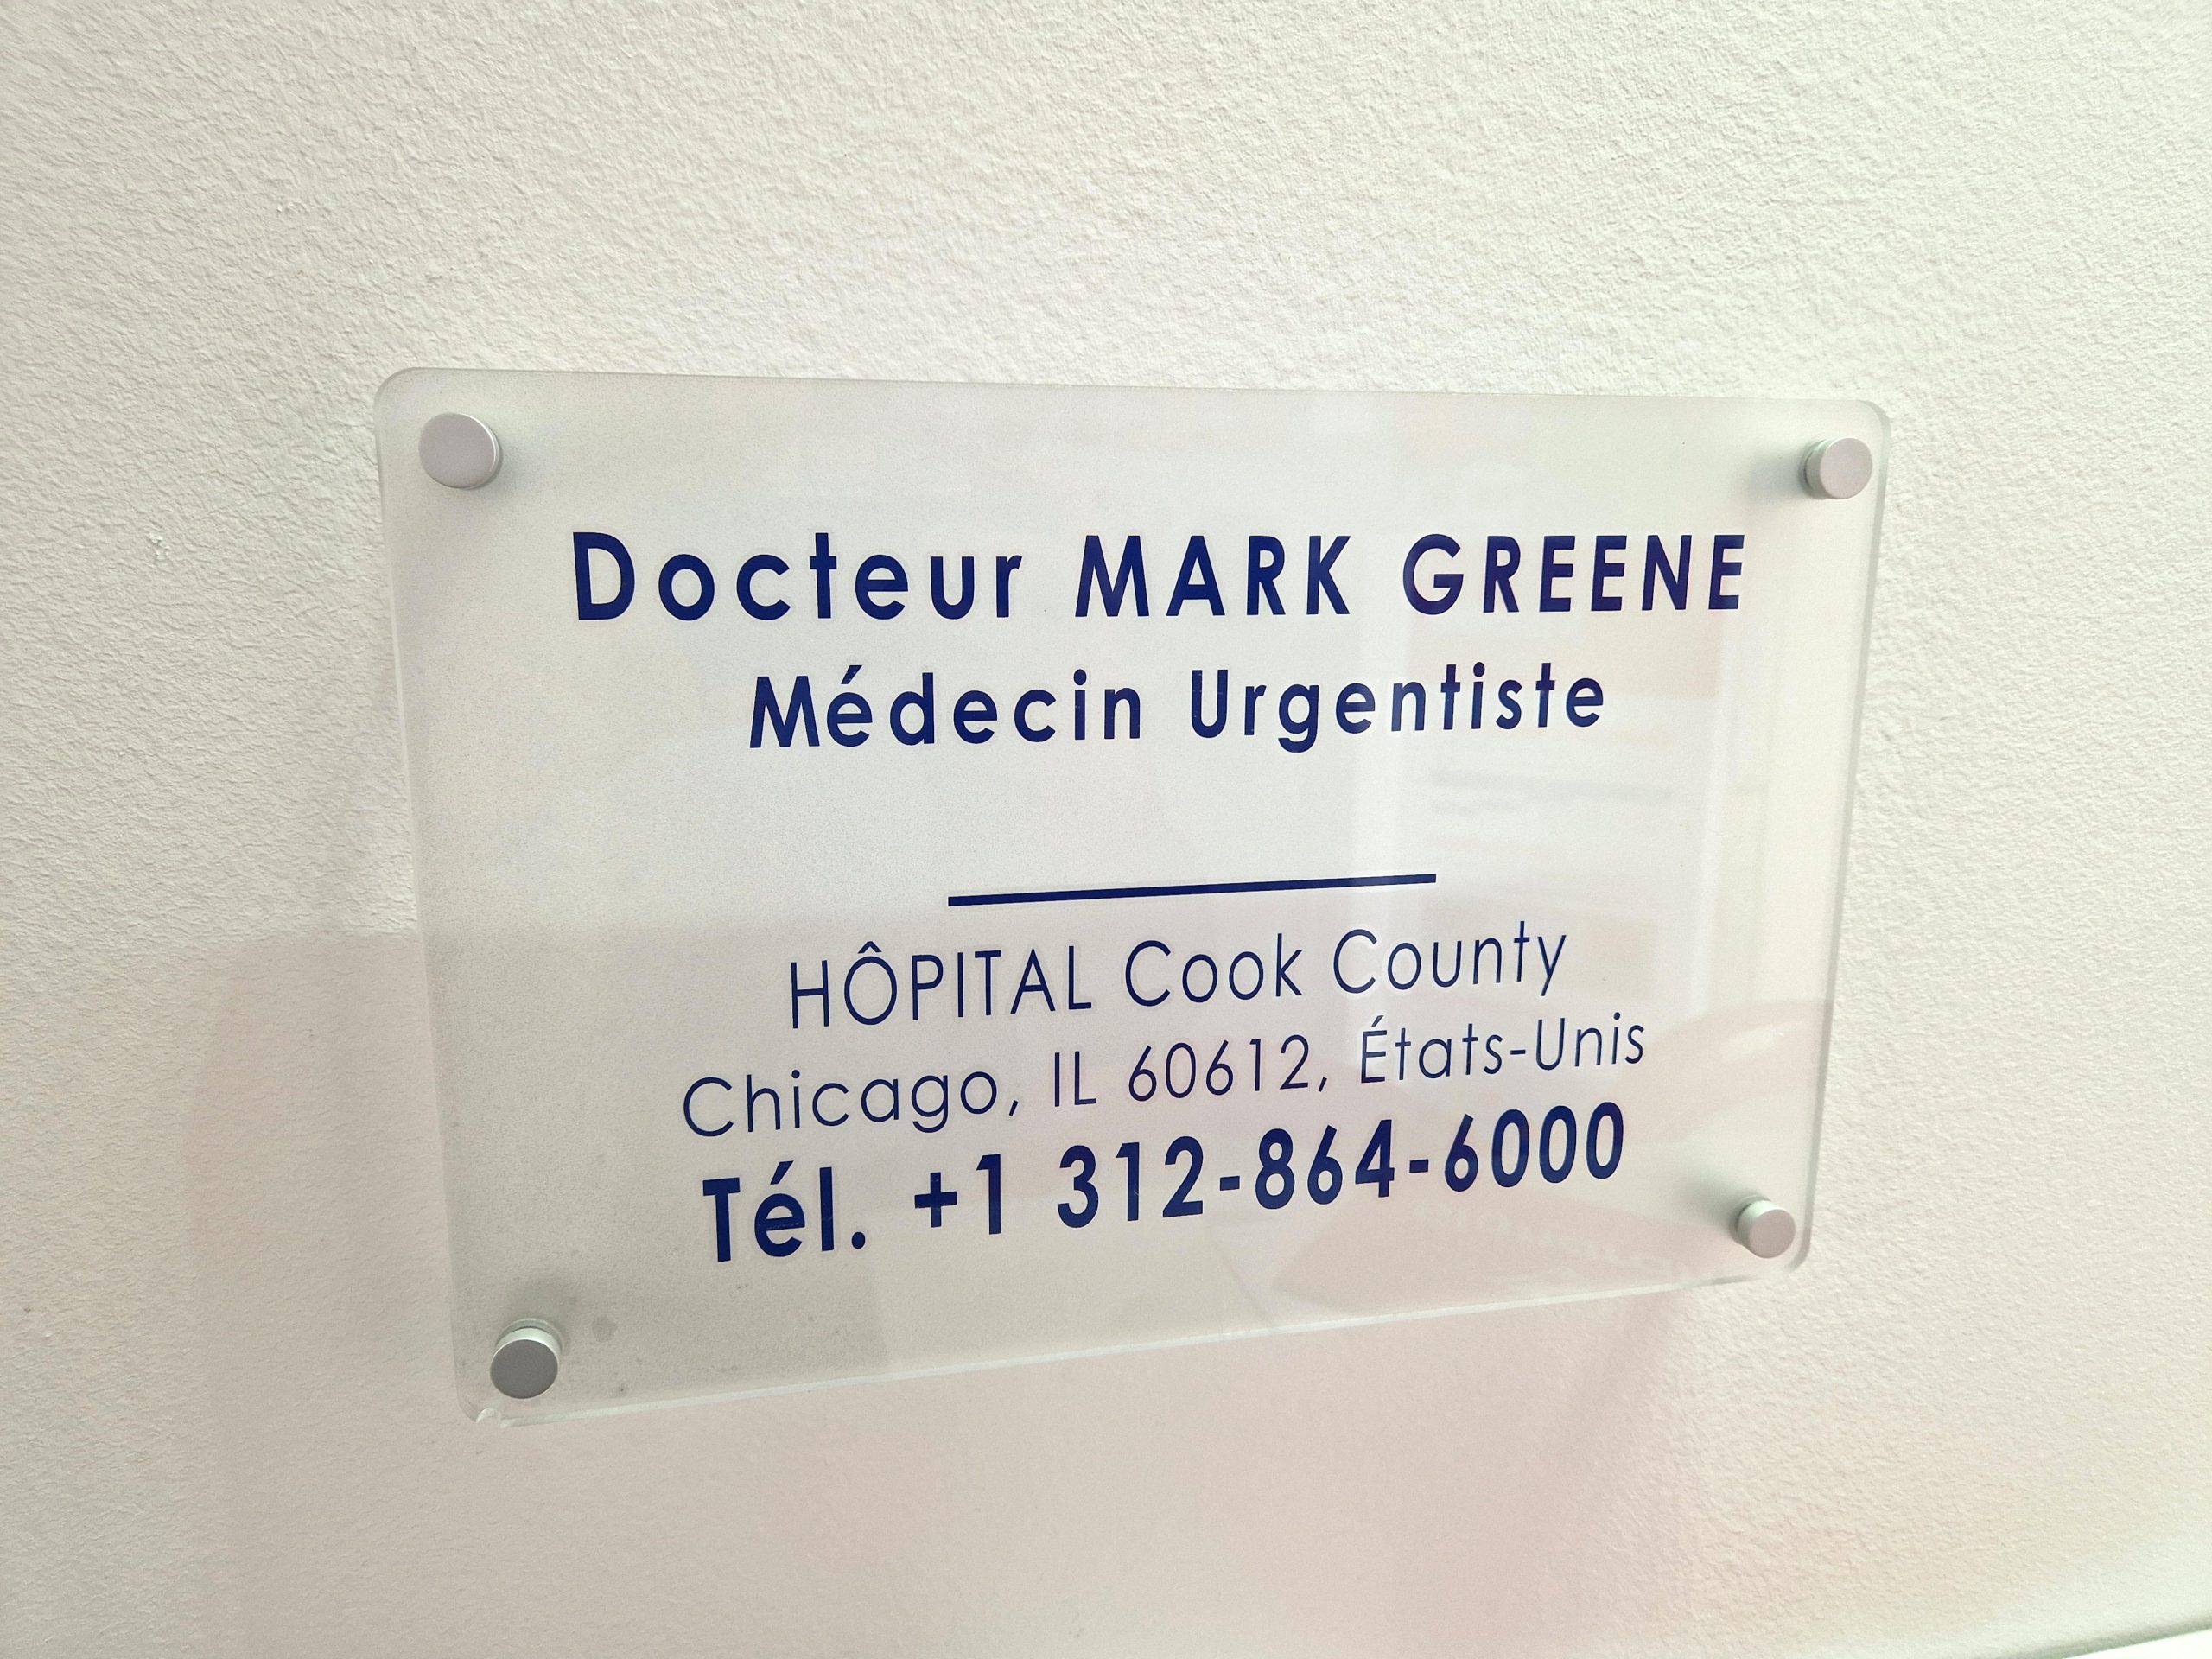 Docteur MARK GREENE
Médecin Urgentiste
HÔPITAL Cook County
Chicago, IL 60612, États-Unis
Tél. +1 312-864-6000